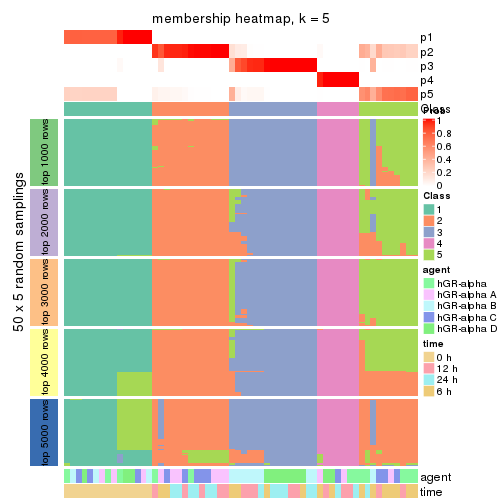 membership heatmap, k = 5
p1
p2
p3
p4
p5
Class
50 x 5 random samplings
top 1000 rows
top 2000 rows
top 3000 rows
top 4000 rows
top 5000 rows
Prob
1
0.8
0.6
0.4
0.2
0
Class
1
2
3
4
5
agent
hGR-alpha
hGR-alpha A
hGR-alpha B
hGR-alpha C
hGR-alpha D
time
0 h
12 h
24 h
6 h
agent
time